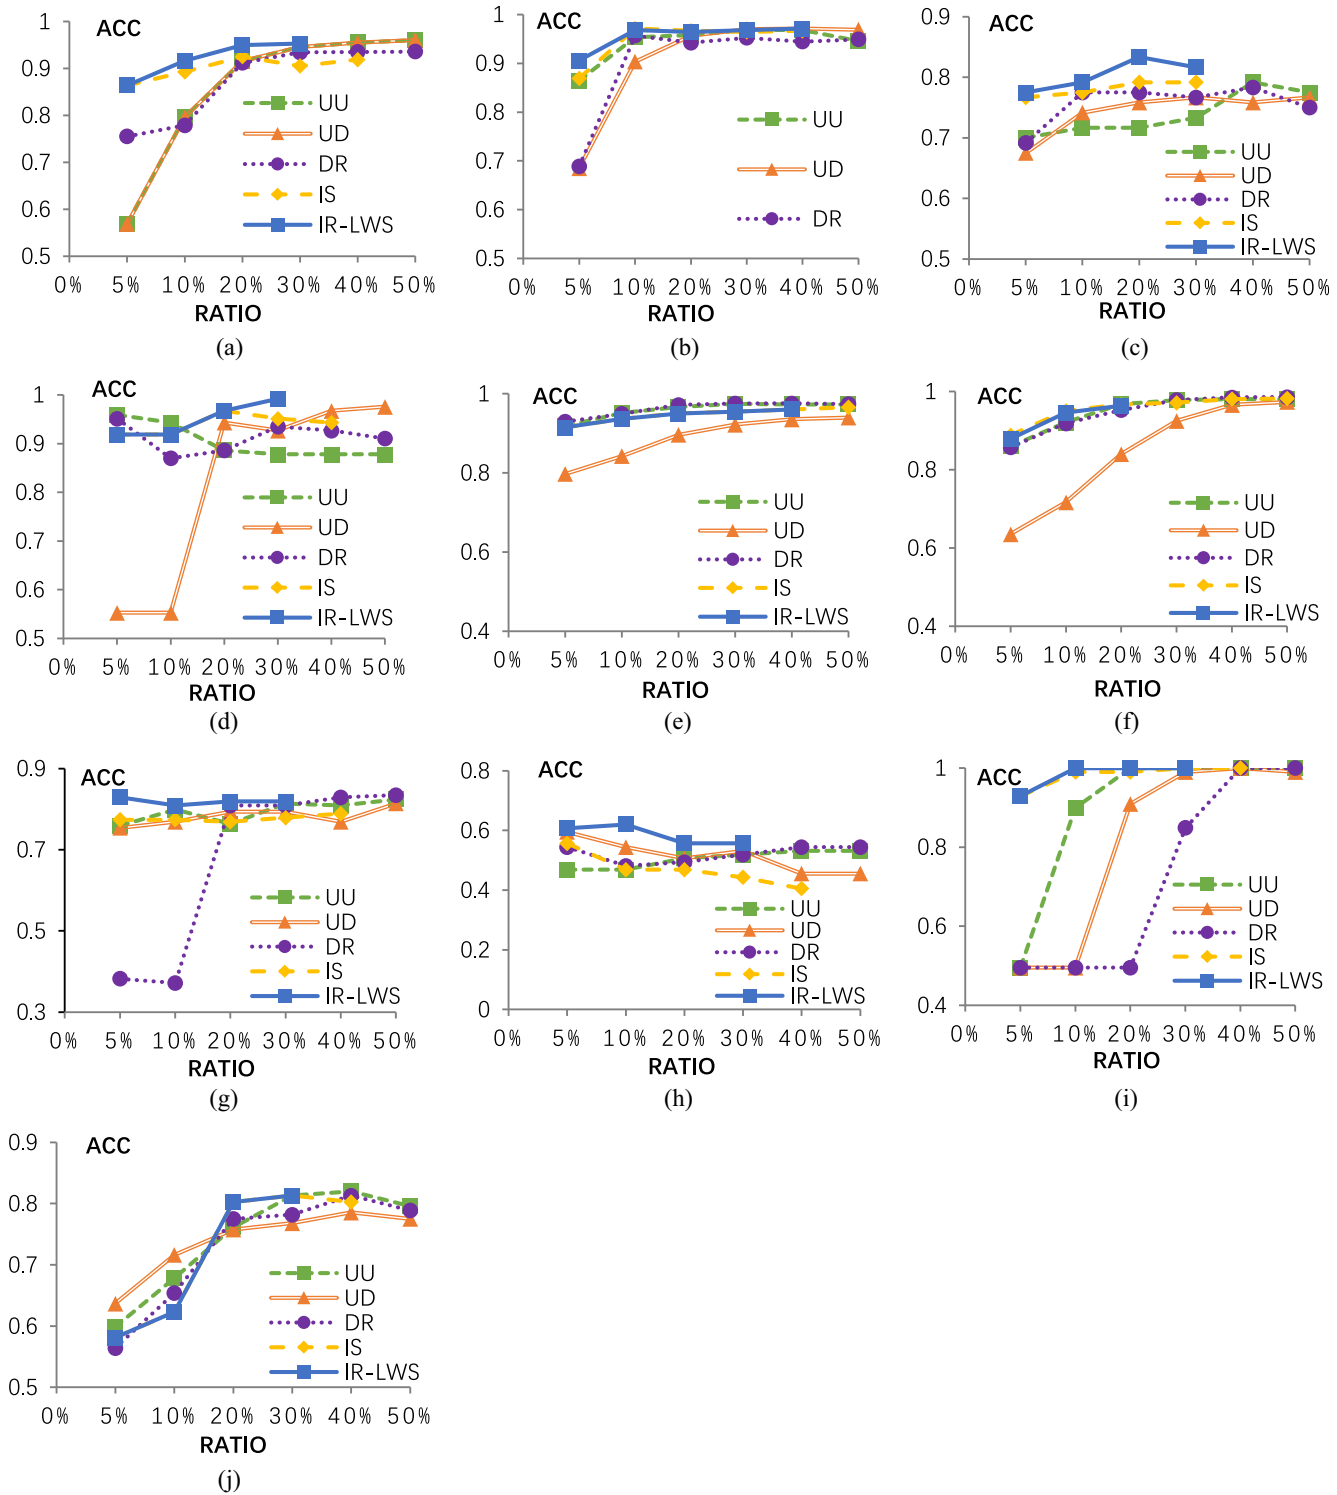 ACC
1
0.9
0.8
0.7
0.6
0.5
UU
UD
DR
IS
IR-LWS
0% 5% 10% 20% 30% 40% 50%
RATIO
(a)
ACC
1
0.9
0.8
0.7
0.6
0.5
UU
UD
DR
0% 5% 10% 20% 30% 40% 50%
RATIO
(b)
ACC
0.9
0.8
0.7
0.6
0.5
UU
UD
DR
IS
IR-LWS
0% 5% 10% 20% 30% 40% 50%
RATIO
(c)
ACC
1
0.9
0.8
0.7
0.6
0.5
UU
UD
DR
IS
IR-LWS
0% 5% 10% 20% 30% 40% 50%
RATIO
(d)
ACC
1
0.8
0.6
0.4
UU
UD
DR
IS
IR-LWS
0% 5% 10% 20% 30% 40% 50%
RATIO
(e)
ACC
1
0.8
0.6
0.4
UU
UD
DR
IS
IR-LWS
0% 5% 10% 20% 30% 40% 50%
RATIO
(f)
ACC
0.9
0.7
0.5
0.3
UU
UD
DR
IS
IR-LWS
0% 5% 10% 20% 30% 40% 50%
RATIO
(g)
ACC
0.8
0.6
0.4
0.2
0
UU
UD
DR
IS
IR-LWS
0% 5% 10% 20% 30% 40% 50%
RATIO
(h)
ACC
1
0.8
0.6
0.4
UU
UD
DR
IS
IR-LWS
0% 5% 10% 20% 30% 40% 50%
RATIO
(i)
ACC
0.9
0.8
0.7
0.6
0.5
UU
UD
DR
IS
IR-LWS
0% 5% 10% 20% 30% 40% 50%
RATIO
(j)